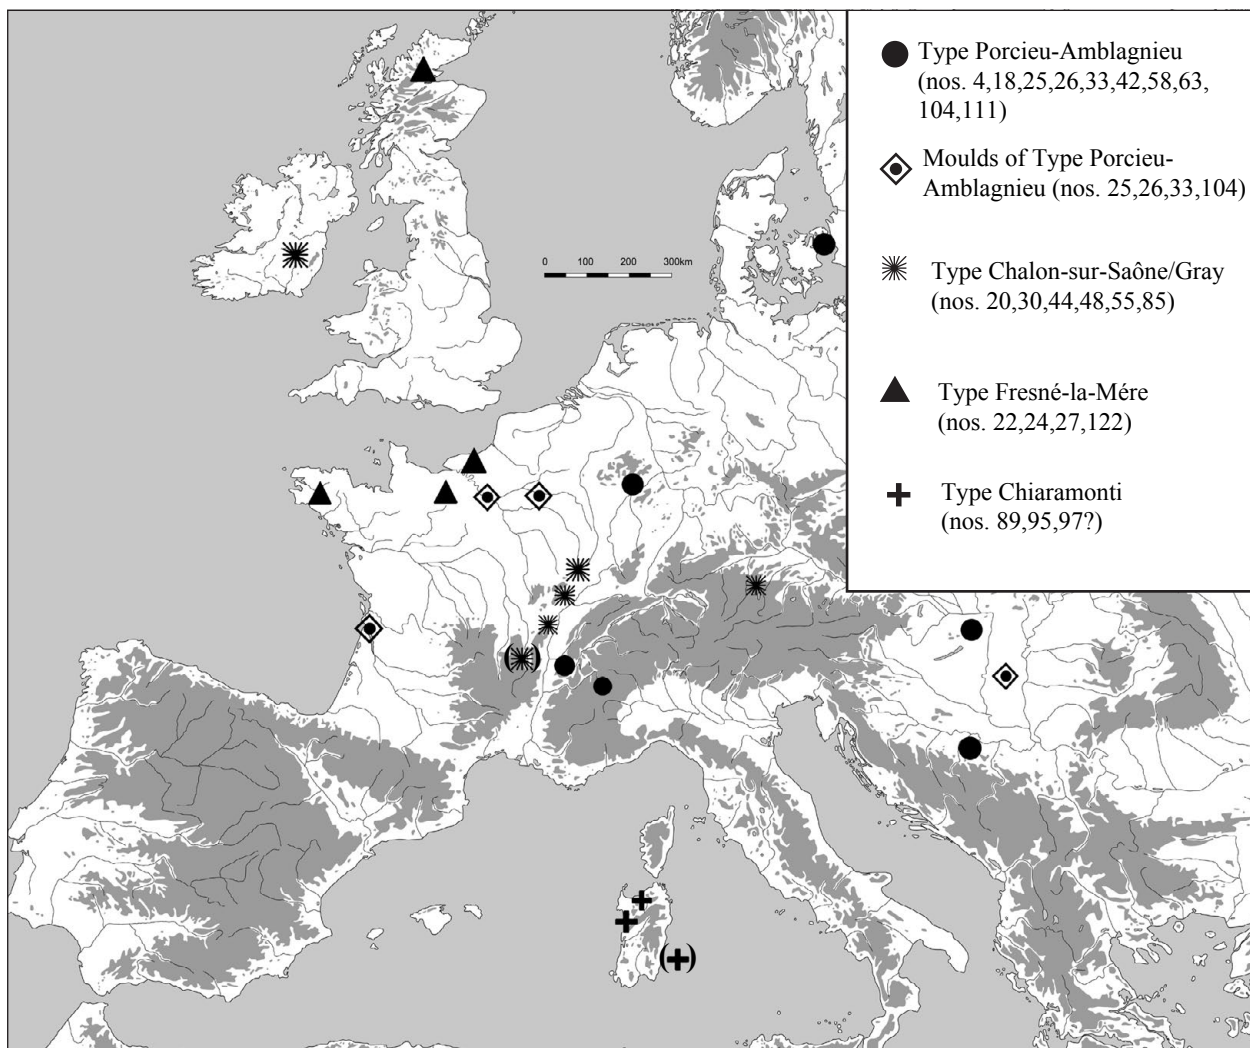 Type Porcieu-Amblagnieu
(nos. 4,18,25,26,33,42,58,63,
104,111)
Moulds of Type Porcieu-
Amblagnieu (nos. 25,26,33,104)
Type Chalon-sur-Saône/Gray
(nos. 20,30,44,48,55,85)
Type Fresné-la-Mére
(nos. 22,24,27,122)
Type Chiaramonti
(nos. 89,95,97?)
0 100 200 300km